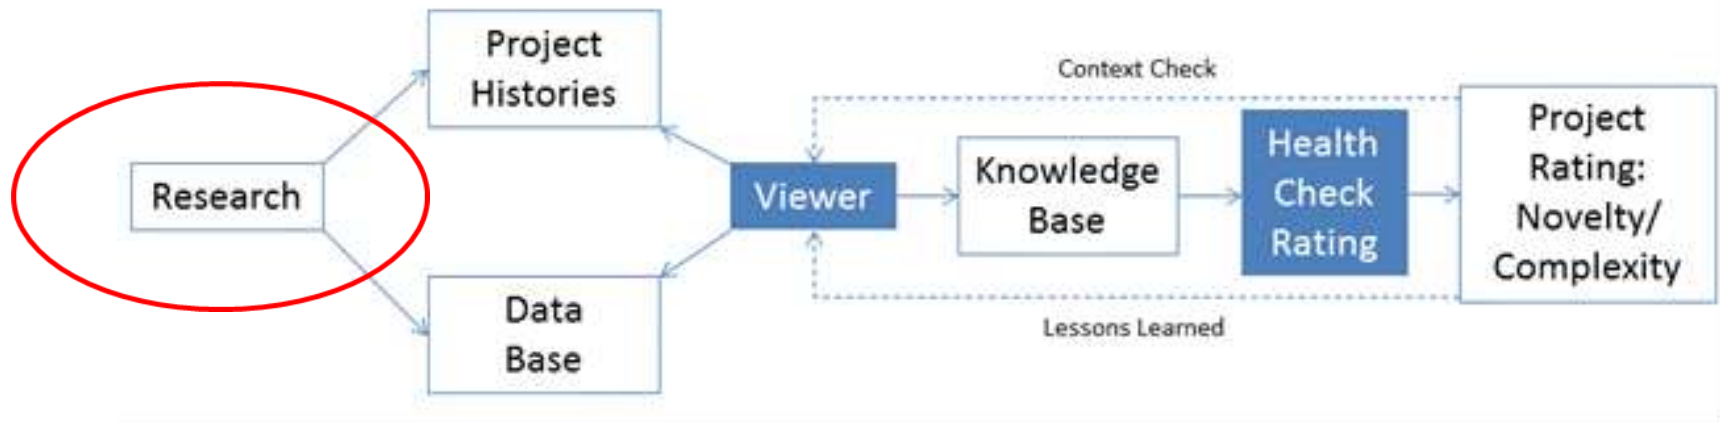 Research
Project
Histories
Data
Base
Viewer
Context Check
Knowledge
Base
Health
Check
Rating
Project
Rating:
Novelty/
Complexity
Lessons Learned